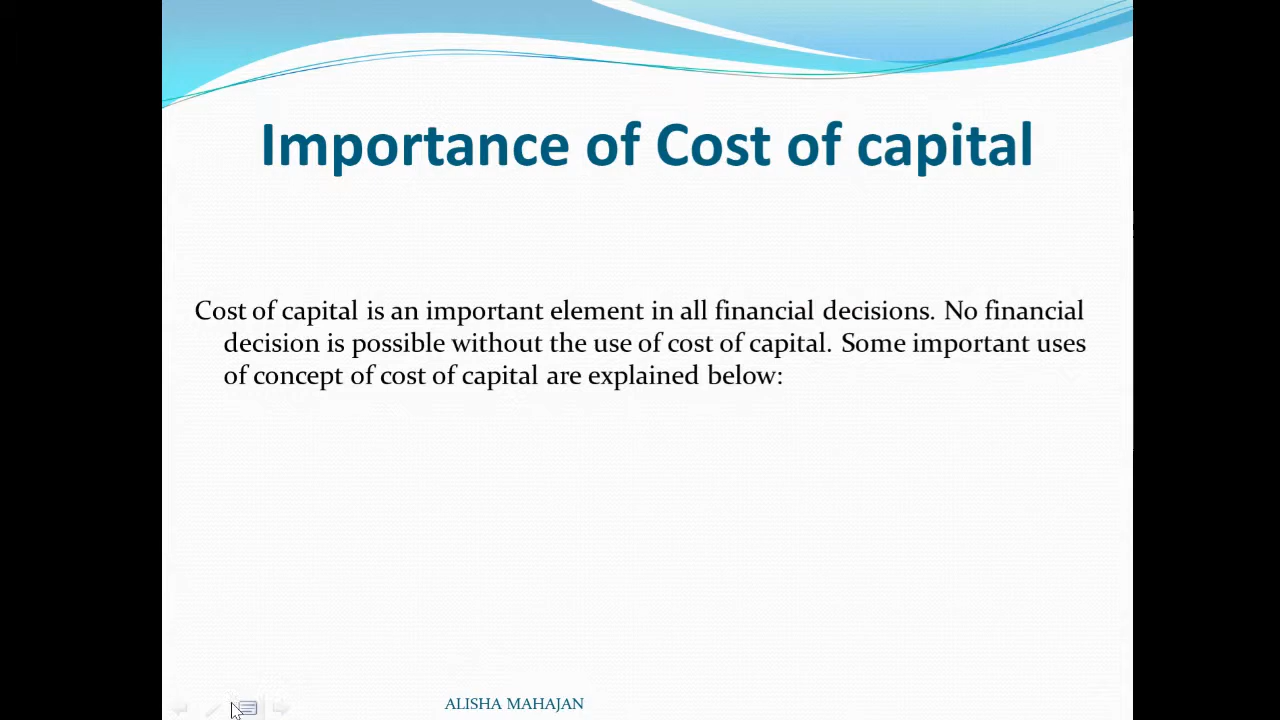 Importance of Cost of capital
Cost of capital is an important element in all financial decisions. No financial
decision is possible without the use of cost of capital. Some important uses
of concept of cost of capital are explained below:
ALISHA MAHAJAN